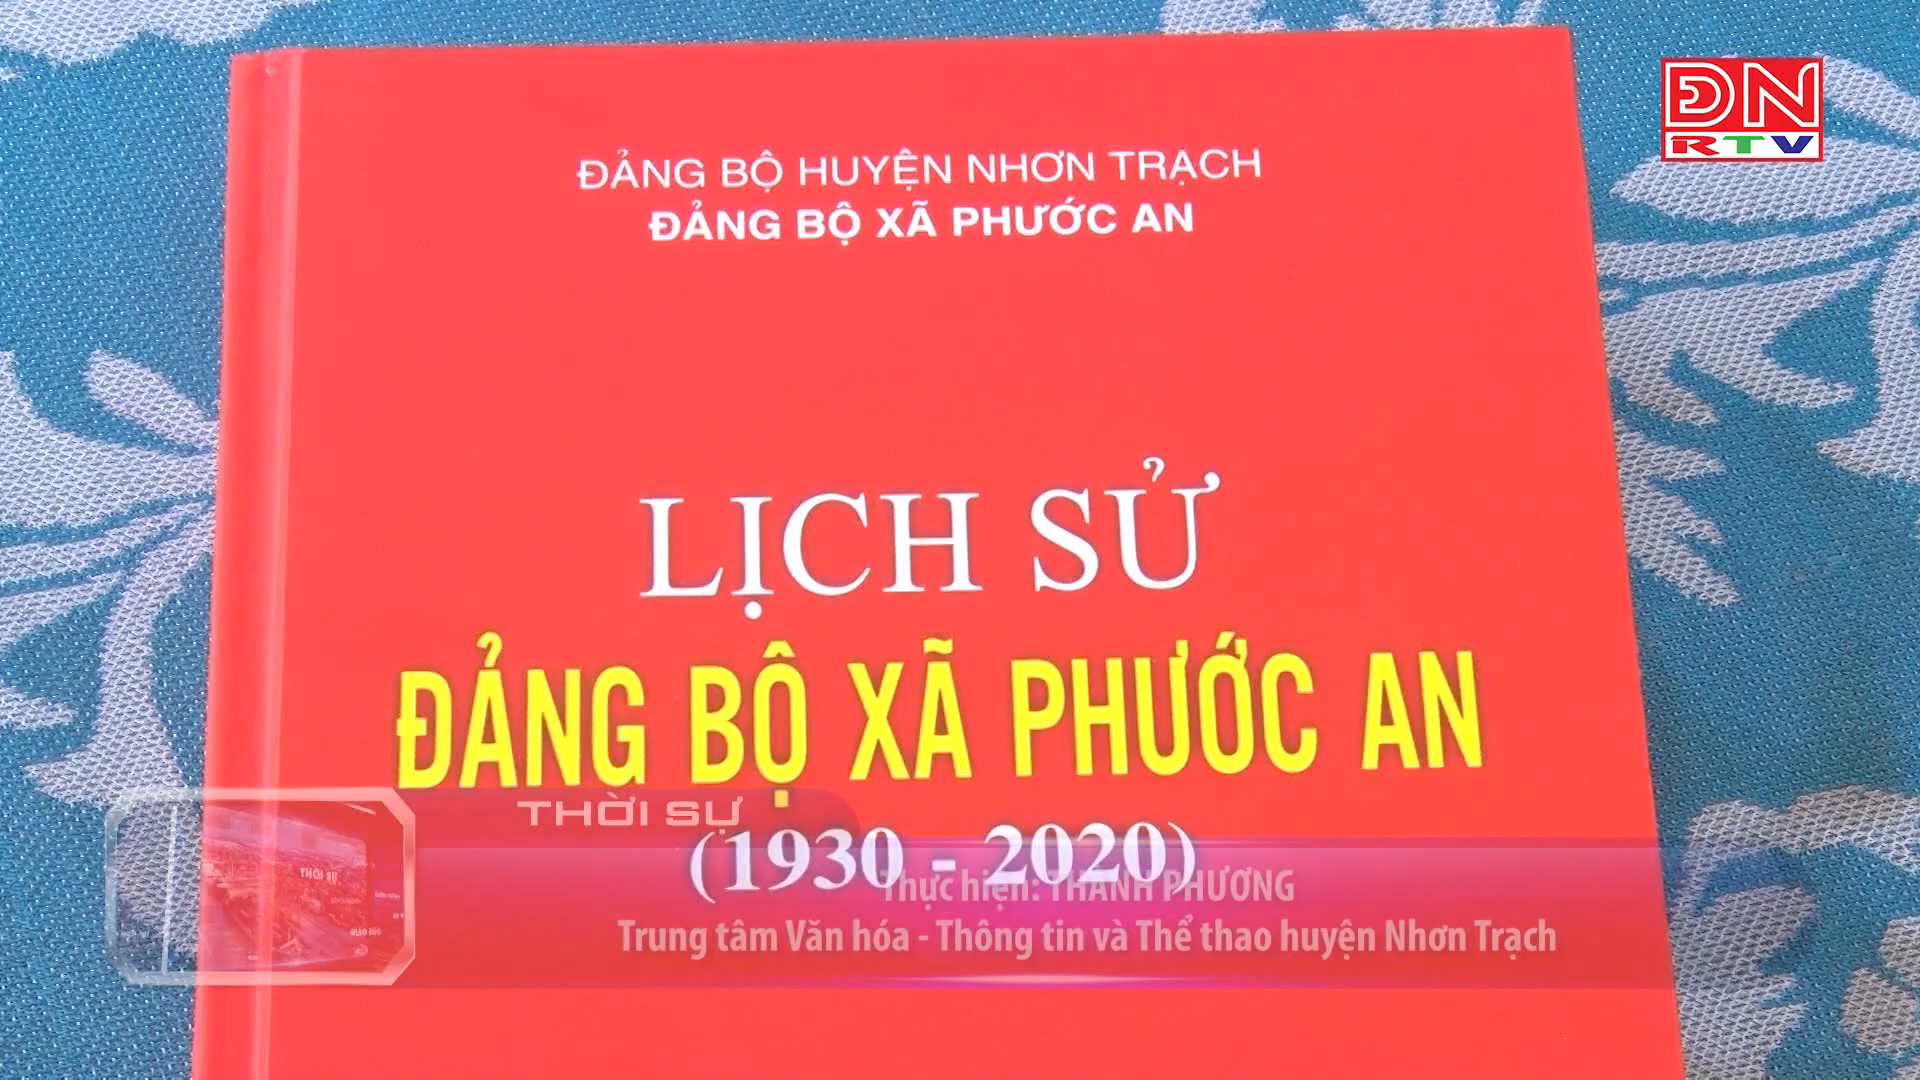 ĐN
RTV
ĐẢNG BỘ HUYỆN NHƠN TRẠCH
ĐẢNG BỘ XÃ PHƯỚC AN
LỊCH SỬ
ĐẢNG BỘ XÃ PHƯỚC AN
(1930 - 2020)
THỜI SỰ
THỜI SỰ
Thực hiện: THANH PHƯƠNG
Trung tâm Văn hóa - Thông tin và Thể thao huyện Nhơn Trạch